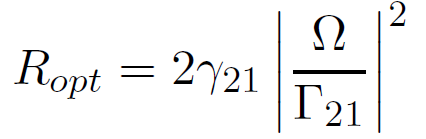 R_{opt} = 2\gamma_{21} \left| \frac{\Omega}{\Gamma_{21}} \right|^2